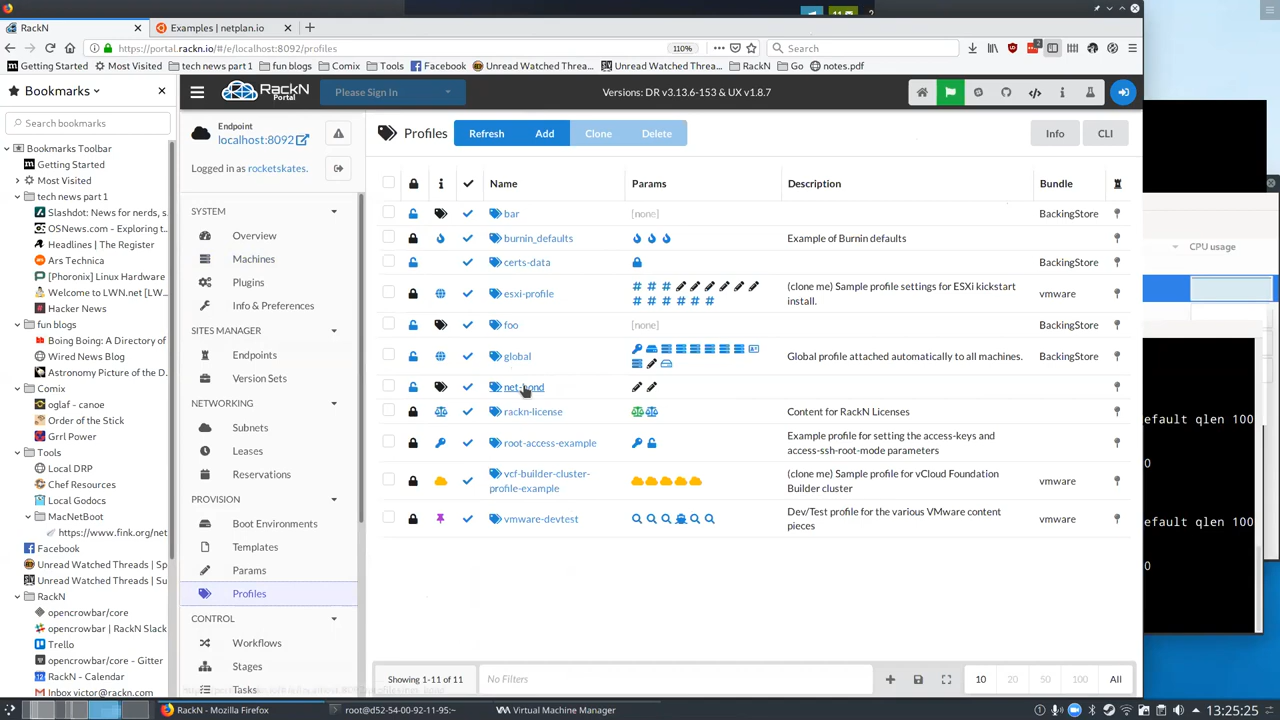 RackN
Examples | netplan.io
https://portal.rackn.io/#/e/localhost:8092/profiles
110%
Search
Getting Started
Most Visited
tech news part 1
fun blogs
Comix
Tools
Facebook
Unread Watched Threa...
Unread Watched Threa...
RackN
Go
notes.pdf
Bookmarks
Search bookmarks
Bookmarks Toolbar
Getting Started
Most Visited
tech news part 1
Slashdot: News for nerds, s...
OSNews.com - Exploring t...
Headlines | The Register
Ars Technica
[Phoronix] Linux Hardware
Welcome to LWN.net [LW...
Hacker News
fun blogs
Boing Boing: A Directory of
Wired News Blog
Astronomy Picture of the D...
Comix
oglaf - canoe
Order of the Stick
Grrl Power
Tools
Local DRP
Chef Resources
Local Godocs
MacNetBoot
https://www.fink.org/net
Facebook
Unread Watched Threads | Sp
Unread Watched Threads | Su
RackN
opencrowbar/core
opencrowbar | RackN Slack
Trello
opencrowbar/core - Gitter
RackN - Calendar
Inbox victor@rackn.com
RackN
Portal
Please Sign In
Versions: DR v3.13.6-153 & UX v1.8.7
Endpoint
localhost:8092
Logged in as rocketskates.
SYSTEM
Overview
Machines
Plugins
Info & Preferences
SITES MANAGER
Endpoints
Version Sets
NETWORKING
Subnets
Leases
Reservations
PROVISION
Boot Environments
Templates
Params
Profiles
CONTROL
Workflows
Stages
Tasks
Profiles
Refresh
Add
Clone
Delete
Info
CLI
Name Params Description Bundle
bar [none] BackingStore
burnin_defaults Example of Burnin defaults
certs-data BackingStore
esxi-profile (clone me) Sample profile settings for ESXi kickstart install. vmware
foo [none] BackingStore
global Global profile attached automatically to all machines. BackingStore
net-bond
rackn-license Content for RackN Licenses
root-access-example Example profile for setting the access-keys and access-ssh-root-mode parameters
vcf-builder-cluster-profile-example (clone me) Sample profile for vCloud Foundation Builder cluster vmware
vmware-devtest Dev/Test profile for the various VMware content pieces vmware
Showing 1-11 of 11
No Filters
10
20
50
100
All
CPU usage
efault qlen 100
0
efault qlen 100
0
RackN - Mozilla Firefox
root@d52-54-00-92-11-95:~
Virtual Machine Manager
13:25:25